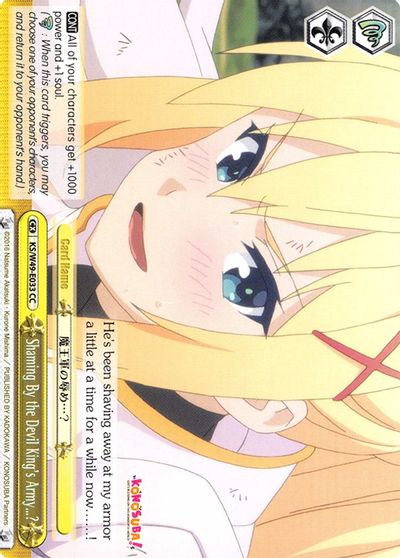 [CONT] All of your characters get +1000
power and +1 soul.
( : When this card triggers, you may
choose one of your opponent's characters,
and return it to your opponent's hand.)
He's been shaving away at my armor
a little at a time for a while now......!
KONOSUBA!
Card Name
魔王軍の辱め…?
CC
KS/W49-E033 CC
Shaming By the Devil King's Army...?
©2016 Natsume Akatsuki・Kurone Mishima / PUBLISHED BY KADOKAWA / KONOSUBA Partners